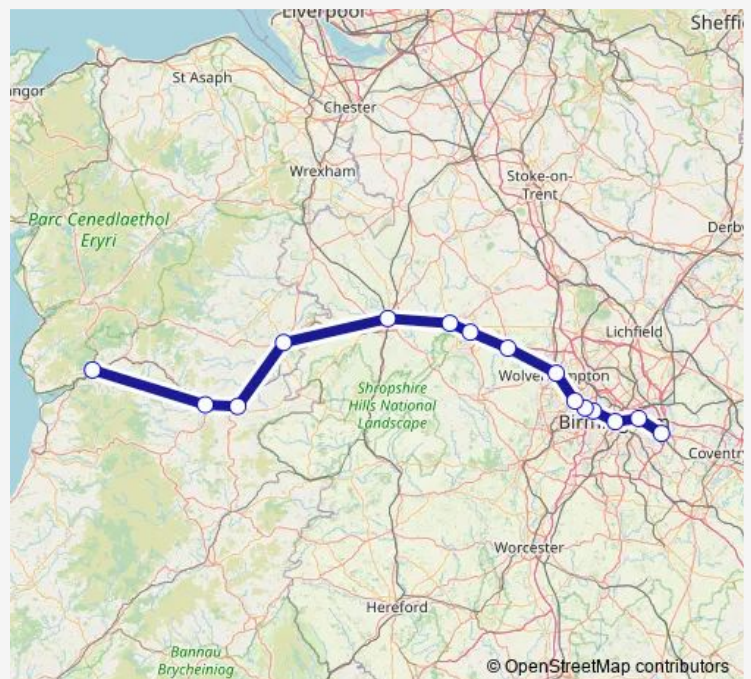 Liverpool
Sheffi
St Asaph
ngor
Chester
Wrexham
Stoke-on-
Trent
Parc Cenedlaethol
Eryri
Derby
Lichfield
Wolverhampton
Shropshire
Hills National
Landscape
Birmingham
Coventry
Worcester
Hereford
Bannau
Brycheiniog
© OpenStreetMap contributors